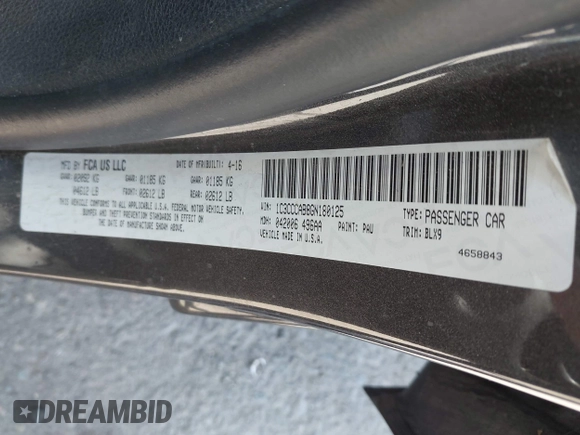 MFD BY: FCA US LLC
DATE OF MFR(BUILT): 4-16
GVWR: 02092 KG
GAWR: 01185 KG
GAWR: 01185 KG
04612 LB
FRONT: 02612 LB
REAR: 02612 LB
THIS VEHICLE CONFORMS TO ALL APPLICABLE U.S.A. FEDERAL MOTOR VEHICLE SAFETY,
BUMPER AND THEFT PREVENTION STANDARDS IN EFFECT ON THE
DATE OF MANUFACTURE SHOWN ABOVE.
VIN: 1C3CCCAB8GN180125
TYPE: PASSENGER CAR
MDH: 042006 436AA
PAINT: PAU
TRIM: BLX9
VEHICLE MADE IN U.S.A.
4658843
DREAMBID